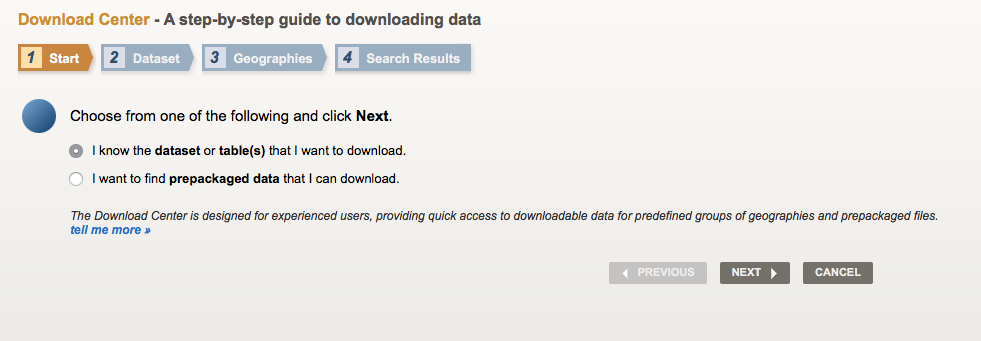 Download Center - A step-by-step guide to downloading data
1 Start 2 Dataset 3 Geographies 4 Search Results
Choose from one of the following and click Next.
I know the dataset or table(s) that I want to download.
I want to find prepackaged data that I can download.
The Download Center is designed for experienced users, providing quick access to downloadable data for predefined groups of geographies and prepackaged files.
tell me more »
PREVIOUS NEXT CANCEL